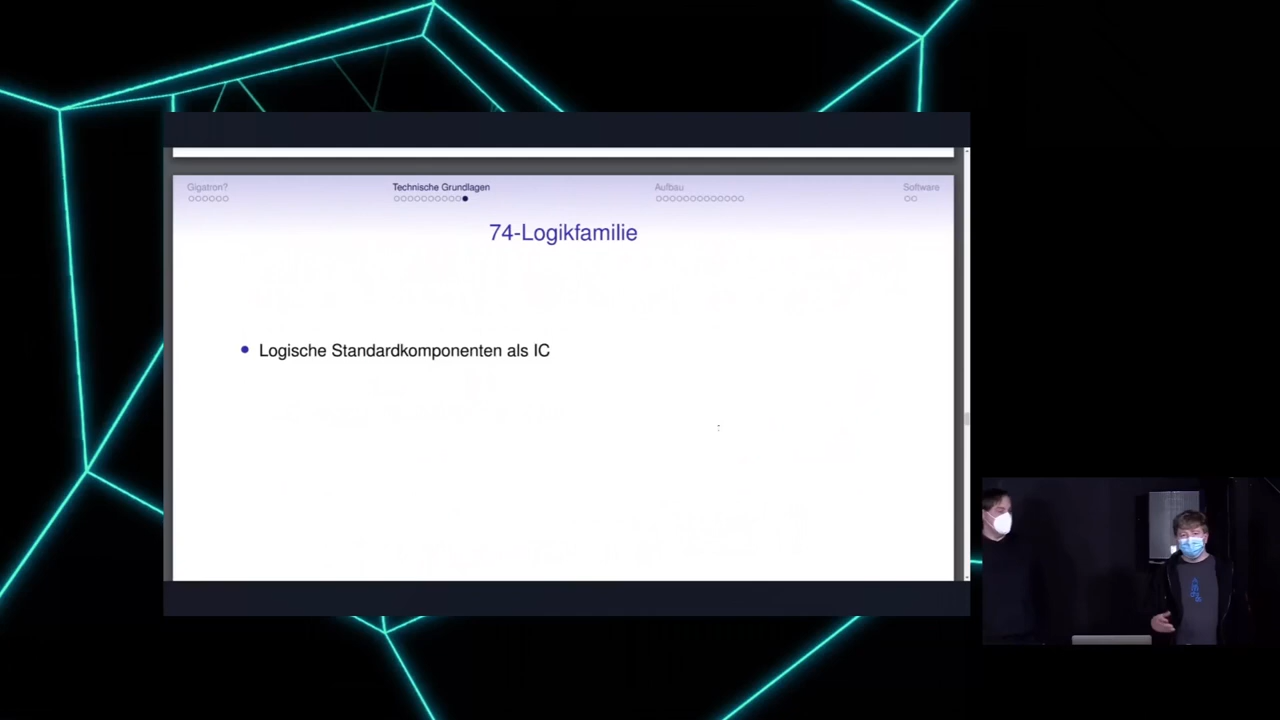 Gigatron?
Technische Grundlagen
Aufbau
Software
74-Logikfamilie
Logische Standardkomponenten als IC